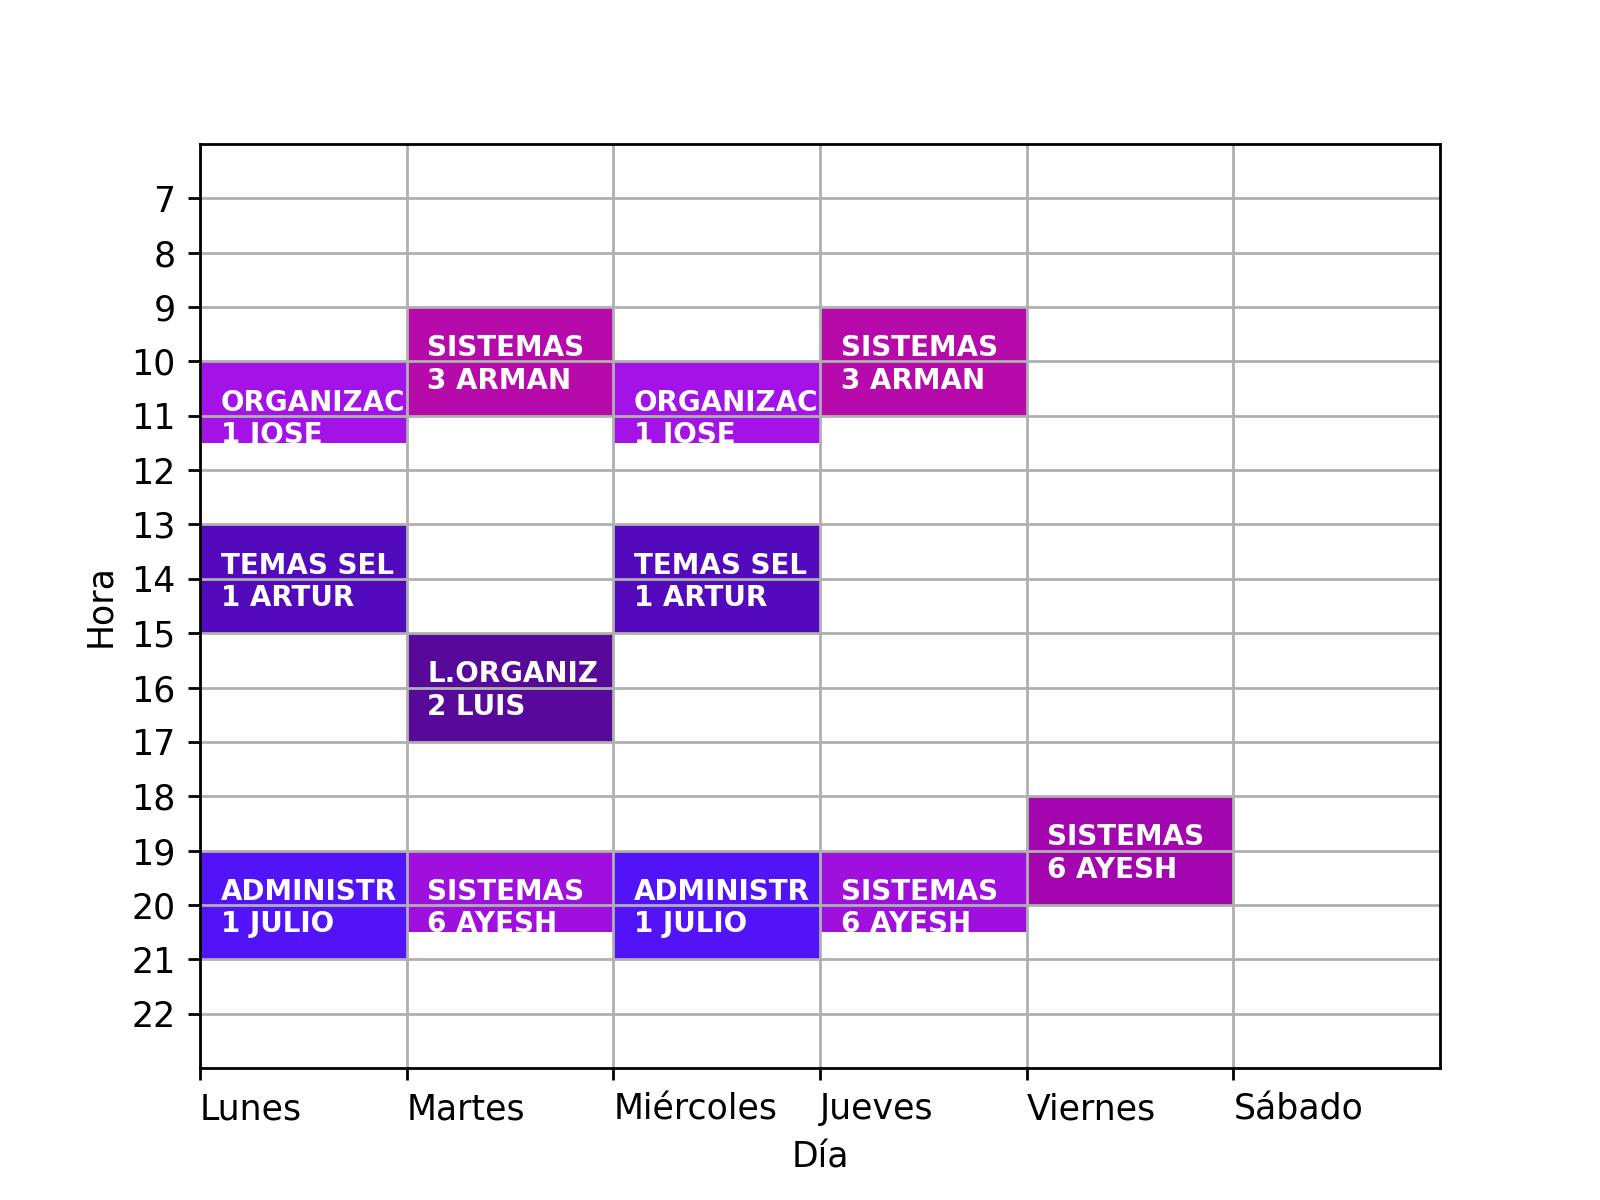 7
8
9
10
11
12
13
14
15
16
17
18
19
20
21
22
Hora
SISTEMAS
3 ARMAN
SISTEMAS
3 ARMAN
ORGANIZAC
1 JOSE
ORGANIZAC
1 JOSE
TEMAS SEL
1 ARTUR
TEMAS SEL
1 ARTUR
L.ORGANIZ
2 LUIS
SISTEMAS
6 AYESH
ADMINISTR
1 JULIO
SISTEMAS
6 AYESH
ADMINISTR
1 JULIO
SISTEMAS
6 AYESH
Lunes
Martes
Miércoles
Jueves
Viernes
Sábado
Día